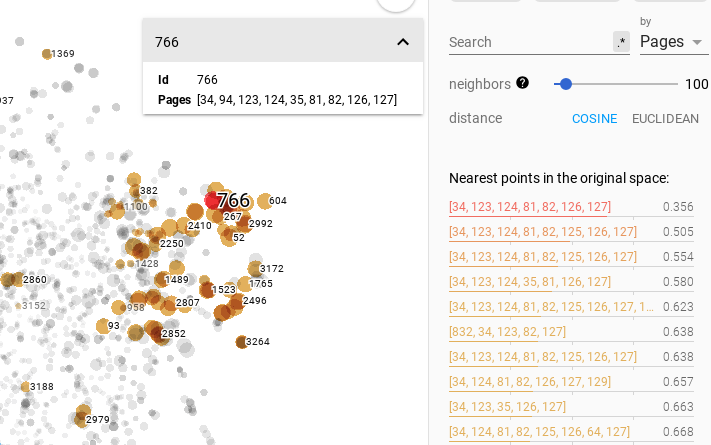 766
Id 766
Pages [34, 94, 123, 124, 35, 81, 82, 126, 127]
1369
937
382
1100
766
604
267
2992
2410
52
2250
1428
3172
2860
1489
1765
1523
3152
958
2807
2496
93
2852
3264
3188
2979
by
Search .* Pages
neighbors ? 100
distance COSINE EUCLIDEAN
Nearest points in the original space:
[34, 123, 124, 81, 82, 126, 127] 0.356
[34, 123, 124, 81, 82, 125, 126, 127] 0.505
[34, 123, 124, 81, 82, 126, 127] 0.554
[34, 123, 124, 35, 81, 126, 127] 0.580
[34, 123, 124, 81, 82, 125, 126, 127, 1... 0.623
[832, 34, 123, 82, 127] 0.638
[34, 123, 124, 81, 82, 125, 126, 127] 0.638
[34, 124, 81, 82, 126, 127, 129] 0.657
[34, 123, 35, 126, 127] 0.663
[34, 124, 81, 82, 125, 126, 64, 127] 0.668